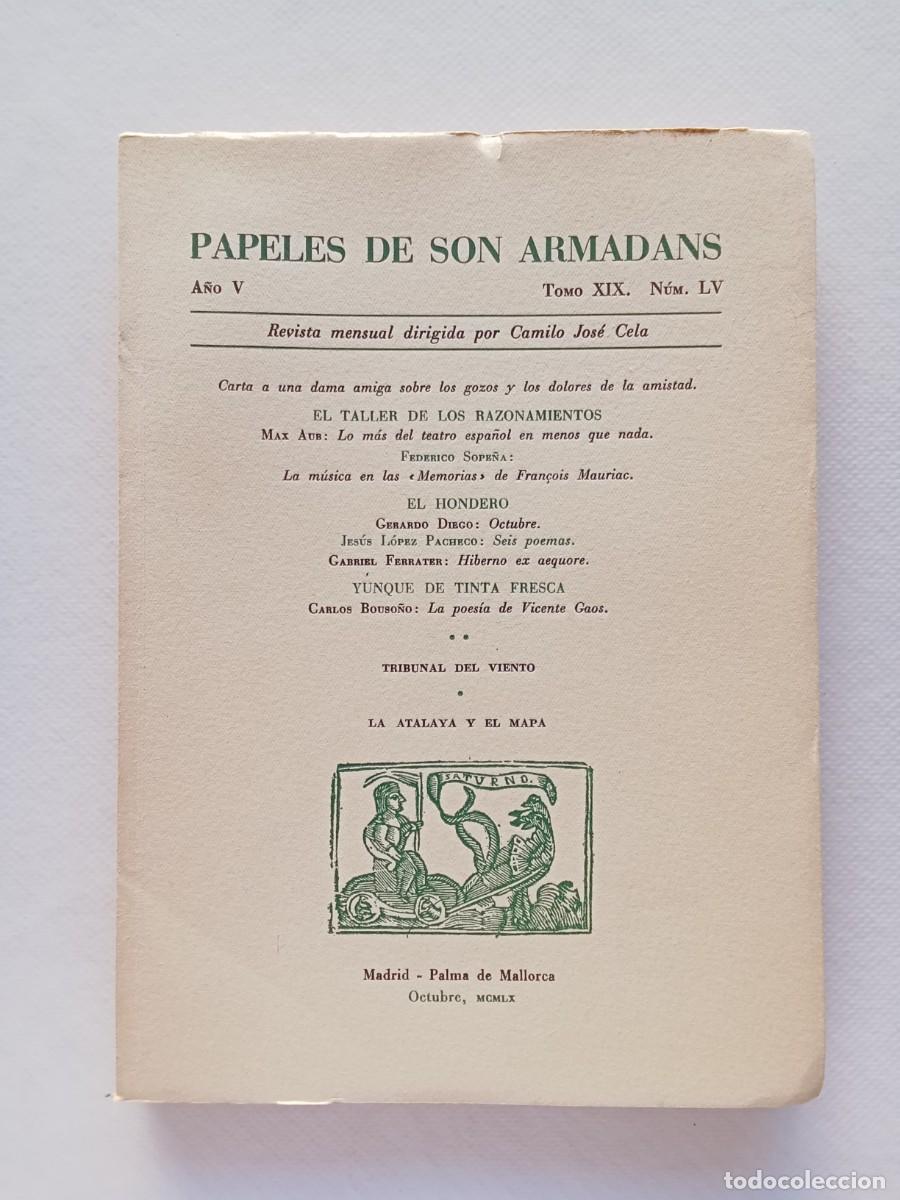 PAPELES DE SON ARMADANS
AÑO V TOMO XIX. NÚM. LV
Revista mensual dirigida por Camilo José Cela
Carta a una dama amiga sobre los gozos y los dolores de la amistad.
EL TALLER DE LOS RAZONAMIENTOS
MAX AUB: Lo más del teatro español en menos que nada.
FEDERICO SOPEÑA:
La música en las «Memorias» de François Mauriac.
EL HONDERO
GERARDO DIEGO: Octubre.
JESÚS LÓPEZ PACHECO: Seis poemas.
GABRIEL FERRATER: Hiberno ex aequore.
YUNQUE DE TINTA FRESCA
CARLOS BOUSOÑO: La poesía de Vicente Gaos.
TRIBUNAL DEL VIENTO
LA ATALAYA Y EL MAPA
SATURNO.
Madrid - Palma de Mallorca
Octubre, MCMLX
todocoleccion